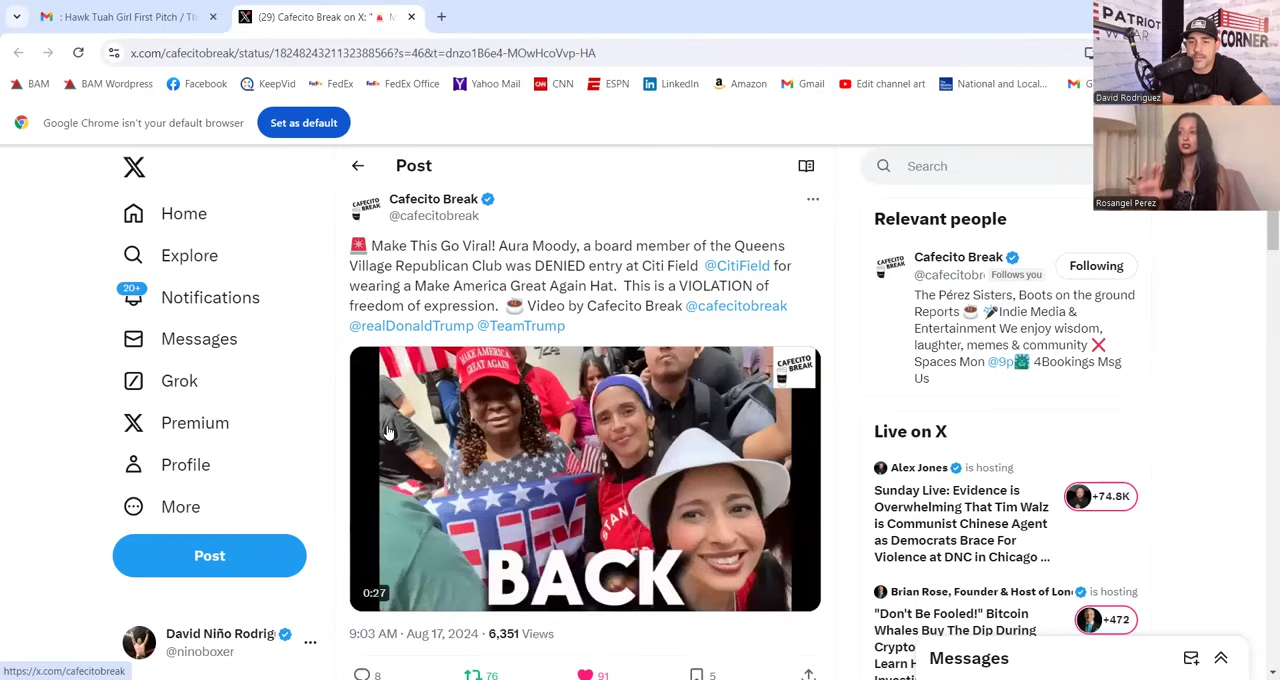 : Hawk Tuah Girl First Pitch / Th
(29) Cafecito Break on X: "🚨 M
BAM
BAM Wordpress
Facebook
KeepVid
FedEx
FedEx Office
Yahoo Mail
CNN
ESPN
LinkedIn
Amazon
Gmail
Edit channel art
National and Local...
Google Chrome isn't your default browser
Set as default
PATRIOT
CORNER
David Rodriguez
Rosangel Perez
Home
Explore
20+
Notifications
Messages
Grok
Premium
Profile
More
Post
David Niño Rodrig
@ninoboxer
https://x.com/cafecitobreak
Post
CAFECITO BREAK
Cafecito Break
@cafecitobreak
🚨 Make This Go Viral! Aura Moody, a board member of the Queens
Village Republican Club was DENIED entry at Citi Field @CitiField for
wearing a Make America Great Again Hat. This is a VIOLATION of
freedom of expression. ☕ Video by Cafecito Break @cafecitobreak
@realDonaldTrump @TeamTrump
MAKE AMERICA
GREAT AGAIN
CAFECITO
BREAK
BACK
0:27
9:03 AM · Aug 17, 2024 · 6,351 Views
8
76
91
5
Search
Relevant people
Cafecito Break
@cafecitobr
Follows you
Following
The Pérez Sisters, Boots on the ground
Reports ☕ 🎤Indie Media &
Entertainment We enjoy wisdom,
laughter, memes & community ❌
Spaces Mon @9p 4Bookings Msg
Us
Live on X
Alex Jones is hosting
Sunday Live: Evidence is
Overwhelming That Tim Walz
is Communist Chinese Agent
as Democrats Brace For
Violence at DNC in Chicago ...
+74.8K
Brian Rose, Founder & Host of Lon is hosting
"Don't Be Fooled!" Bitcoin
Whales Buy The Dip During
+472
Messages